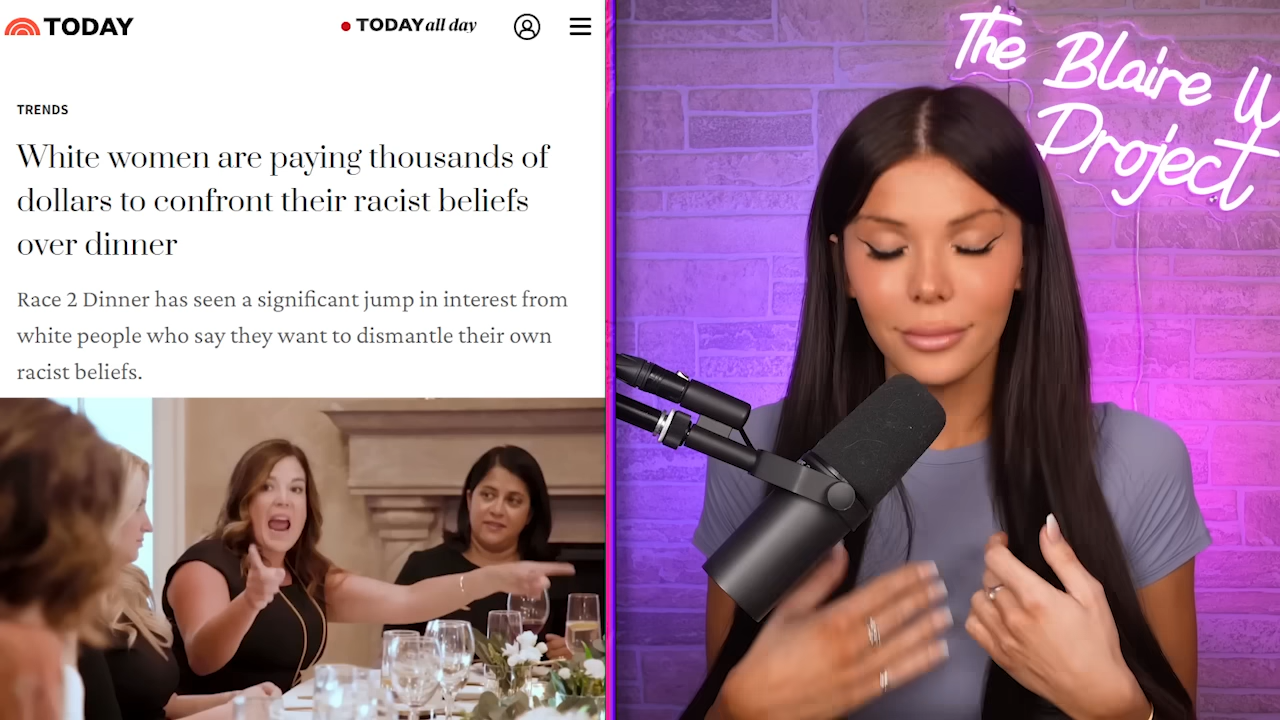 TODAY
TODAY all day
TRENDS
White women are paying thousands of
dollars to confront their racist beliefs
over dinner
Race 2 Dinner has seen a significant jump in interest from
white people who say they want to dismantle their own
racist beliefs.
The Blaire W
Project